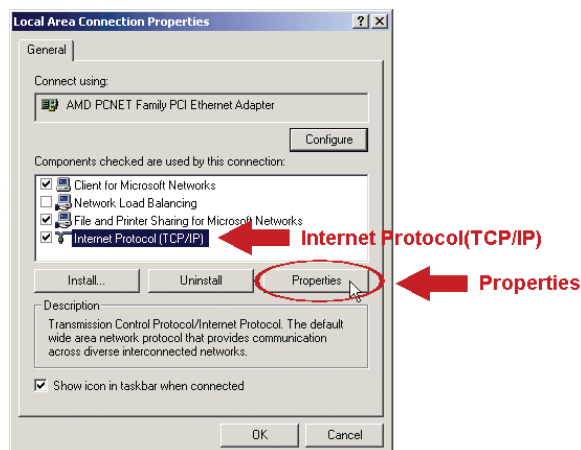 Local Area Connection Properties
General
Connect using:
AMD PCNET Family PCI Ethernet Adapter
Configure
Components checked are used by this connection:
Client for Microsoft Networks
Network Load Balancing
File and Printer Sharing for Microsoft Networks
Internet Protocol (TCP/IP)
Internet Protocol(TCP/IP)
Install...
Uninstall
Properties
Properties
Description
Transmission Control Protocol/Internet Protocol. The default
wide area network protocol that provides communication
across diverse interconnected networks.
Show icon in taskbar when connected
OK
Cancel